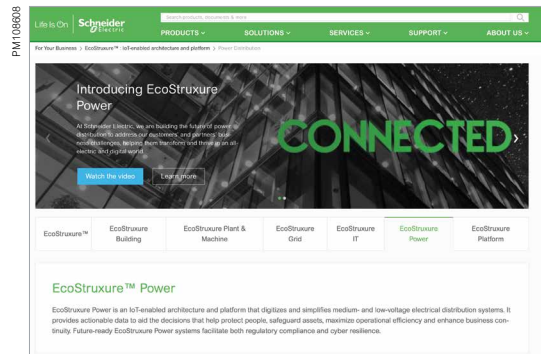 PM108608
Life Is On | Schneider Electric
Search products, documents & more
PRODUCTS SOLUTIONS SERVICES SUPPORT ABOUT US
For Your Business > EcoStruxure™ : IoT-enabled architecture and platform > Power Distribution
Introducing EcoStruxure
Power
At Schneider Electric, we are building the future of power
distribution to address our customers', and partners' busi-
ness challenges, helping them transform and thrive in an all-
electric and digital world.
Watch the video Learn more
CONNECTED
EcoStruxure™
EcoStruxure
Building
EcoStruxure Plant &
Machine
EcoStruxure
Grid
EcoStruxure
IT
EcoStruxure
Power
EcoStruxure
Platform
EcoStruxure™ Power
EcoStruxure Power is an IoT-enabled architecture and platform that digitizes and simplifies medium- and low-voltage electrical distribution systems. It
provides actionable data to aid the decisions that help protect people, safeguard assets, maximize operational efficiency and enhance business con-
tinuity. Future-ready EcoStruxure Power systems facilitate both regulatory compliance and cyber resilience.